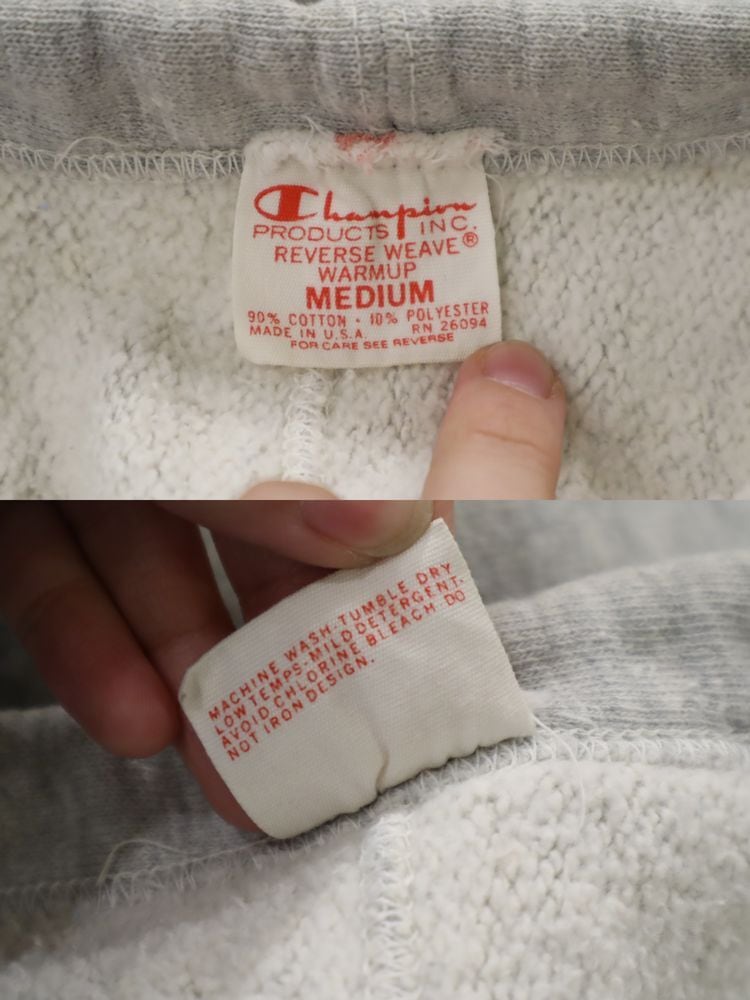 Champion
PRODUCTS INC.
REVERSE WEAVE®
WARMUP
MEDIUM
90% COTTON · 10% POLYESTER
MADE IN U.S.A. RN 26094
FOR CARE SEE REVERSE
MACHINE WASH-TUMBLE DRY
LOW TEMPS-MILD DETERGENT-
AVOID CHLORINE BLEACH DO
NOT IRON DESIGN.